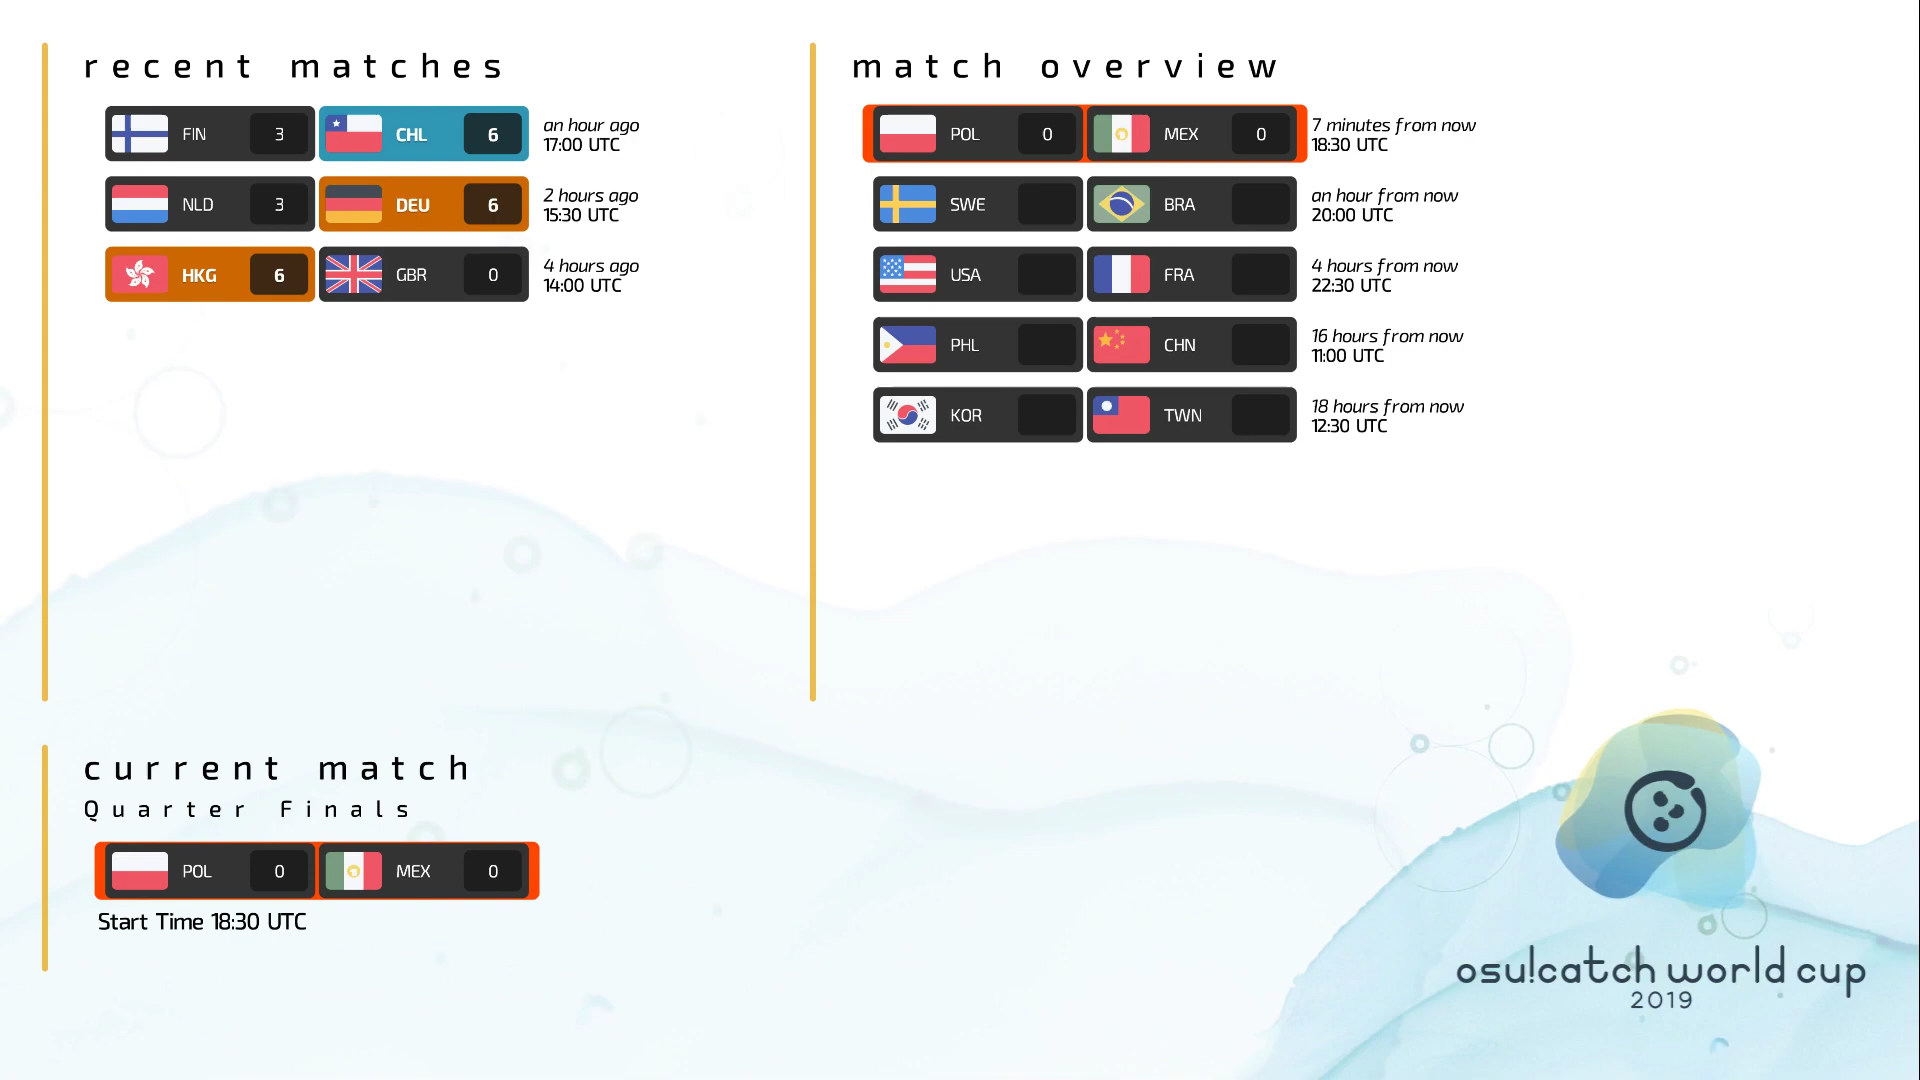 recent matches
FIN 3 CHL 6 an hour ago
17:00 UTC
NLD 3 DEU 6 2 hours ago
15:30 UTC
HKG 6 GBR 0 4 hours ago
14:00 UTC
match overview
POL 0 MEX 0 7 minutes from now
18:30 UTC
SWE BRA an hour from now
20:00 UTC
USA FRA 4 hours from now
22:30 UTC
PHL CHN 16 hours from now
11:00 UTC
KOR TWN 18 hours from now
12:30 UTC
current match
Quarter Finals
POL 0 MEX 0
Start Time 18:30 UTC
osu!catch world cup
2019